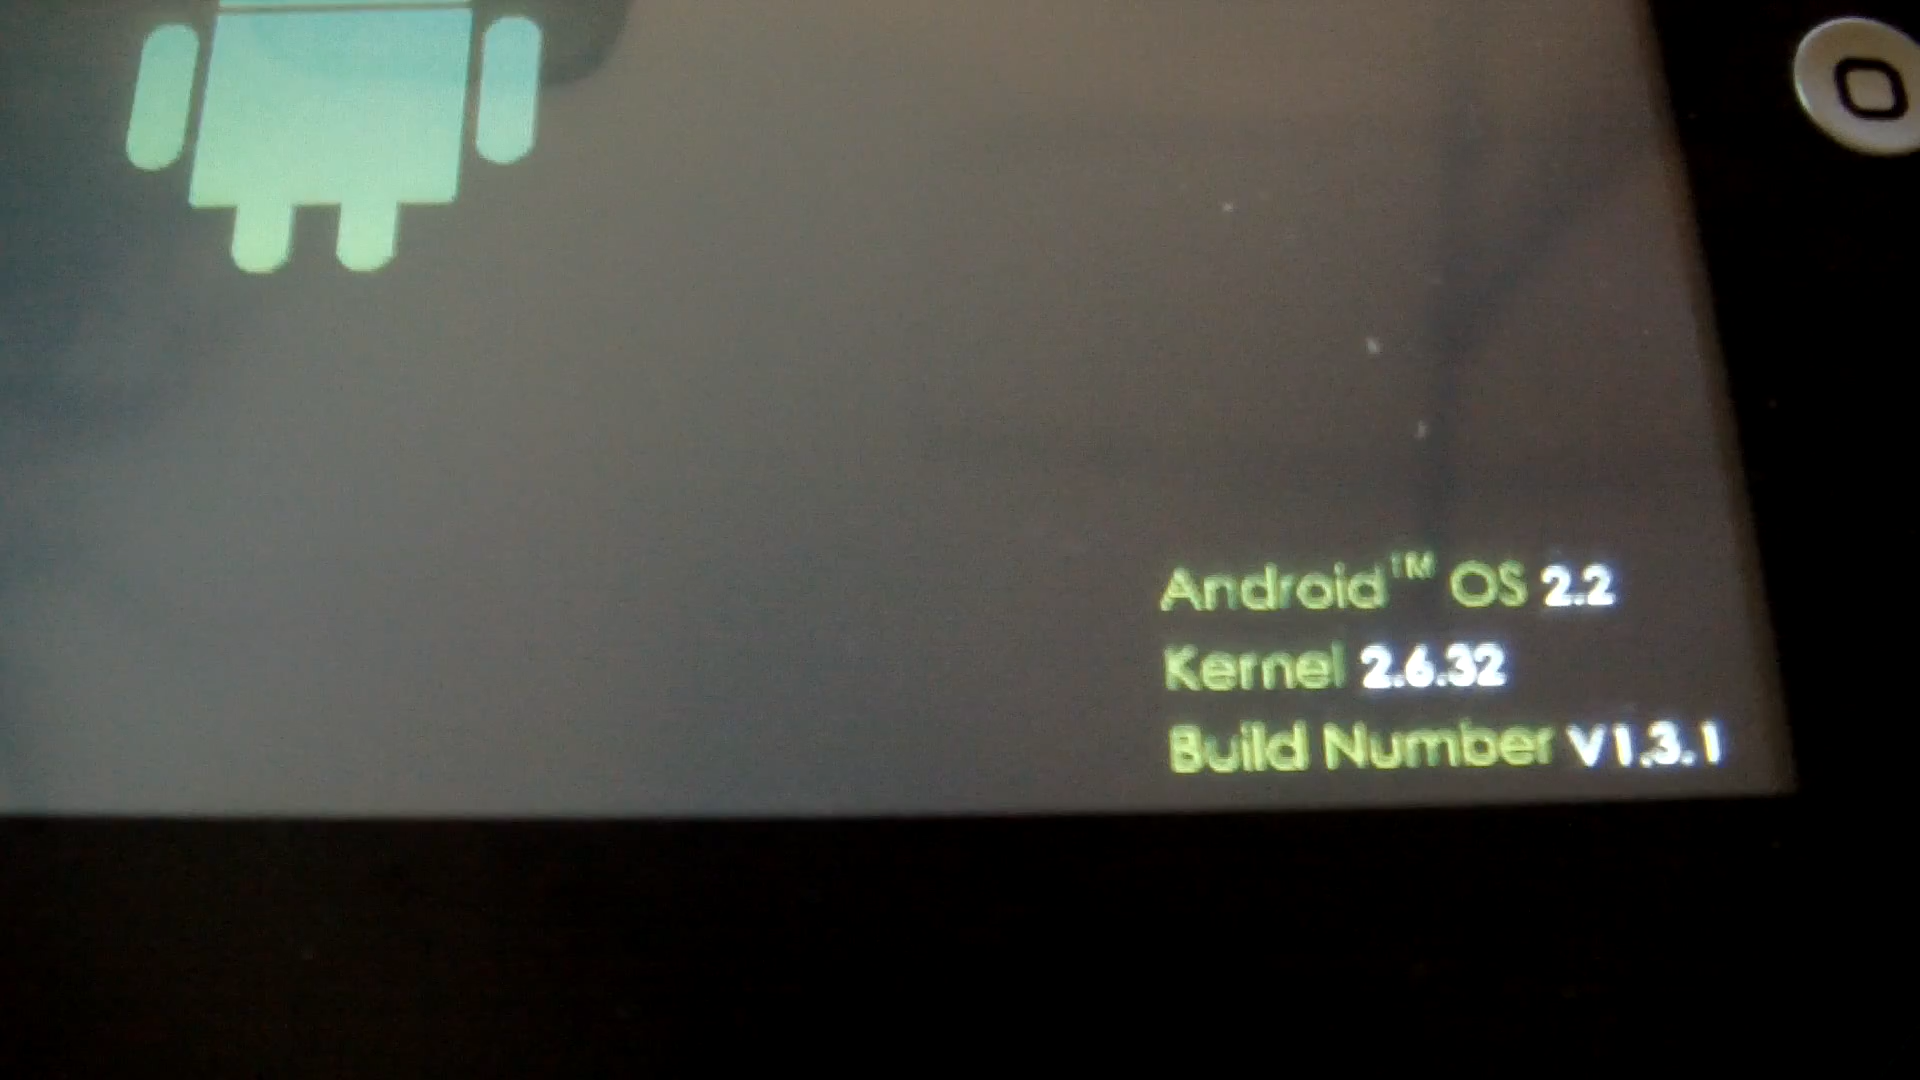 Android™ OS 2.2
Kernel 2.6.32
Build Number V1.3.1